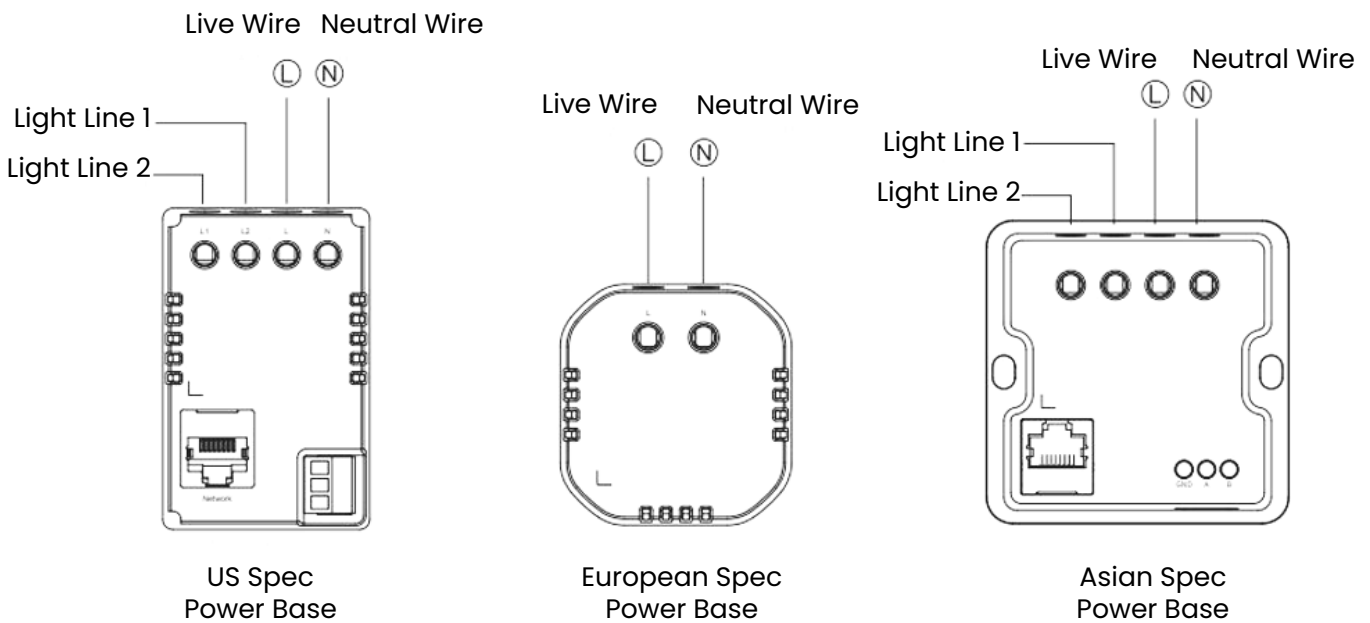 Live Wire Neutral Wire
L N
Light Line 1
Light Line 2
L1 L2 L N
Network
US Spec
Power Base
Live Wire Neutral Wire
L N
L N
European Spec
Power Base
Live Wire Neutral Wire
L N
Light Line 1
Light Line 2
GND A B
Asian Spec
Power Base